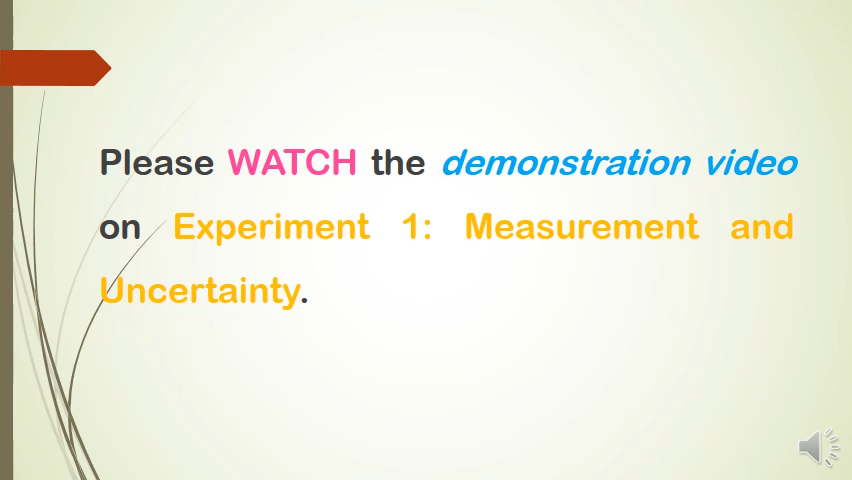 Please WATCH the demonstration video
on Experiment 1: Measurement and
Uncertainty.